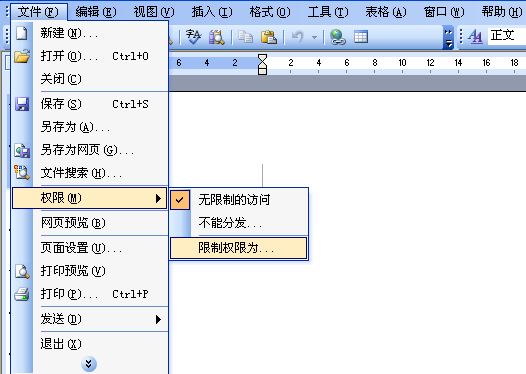 文件(F) 编辑(E) 视图(V) 插入(I) 格式(O) 工具(T) 表格(A) 窗口(W) 帮助(H)
新建(N)...
打开(O)... Ctrl+O
正文
关闭(C)
6 4 2 2 4 6 8 10 12 14 16 18
保存(S) Ctrl+S
另存为(A)...
另存为网页(G)...
文件搜索(H)...
权限(M)
无限制的访问
网页预览(B)
不能分发...
页面设置(U)...
限制权限为...
打印预览(V)
打印(P)... Ctrl+P
发送(D)
退出(X)